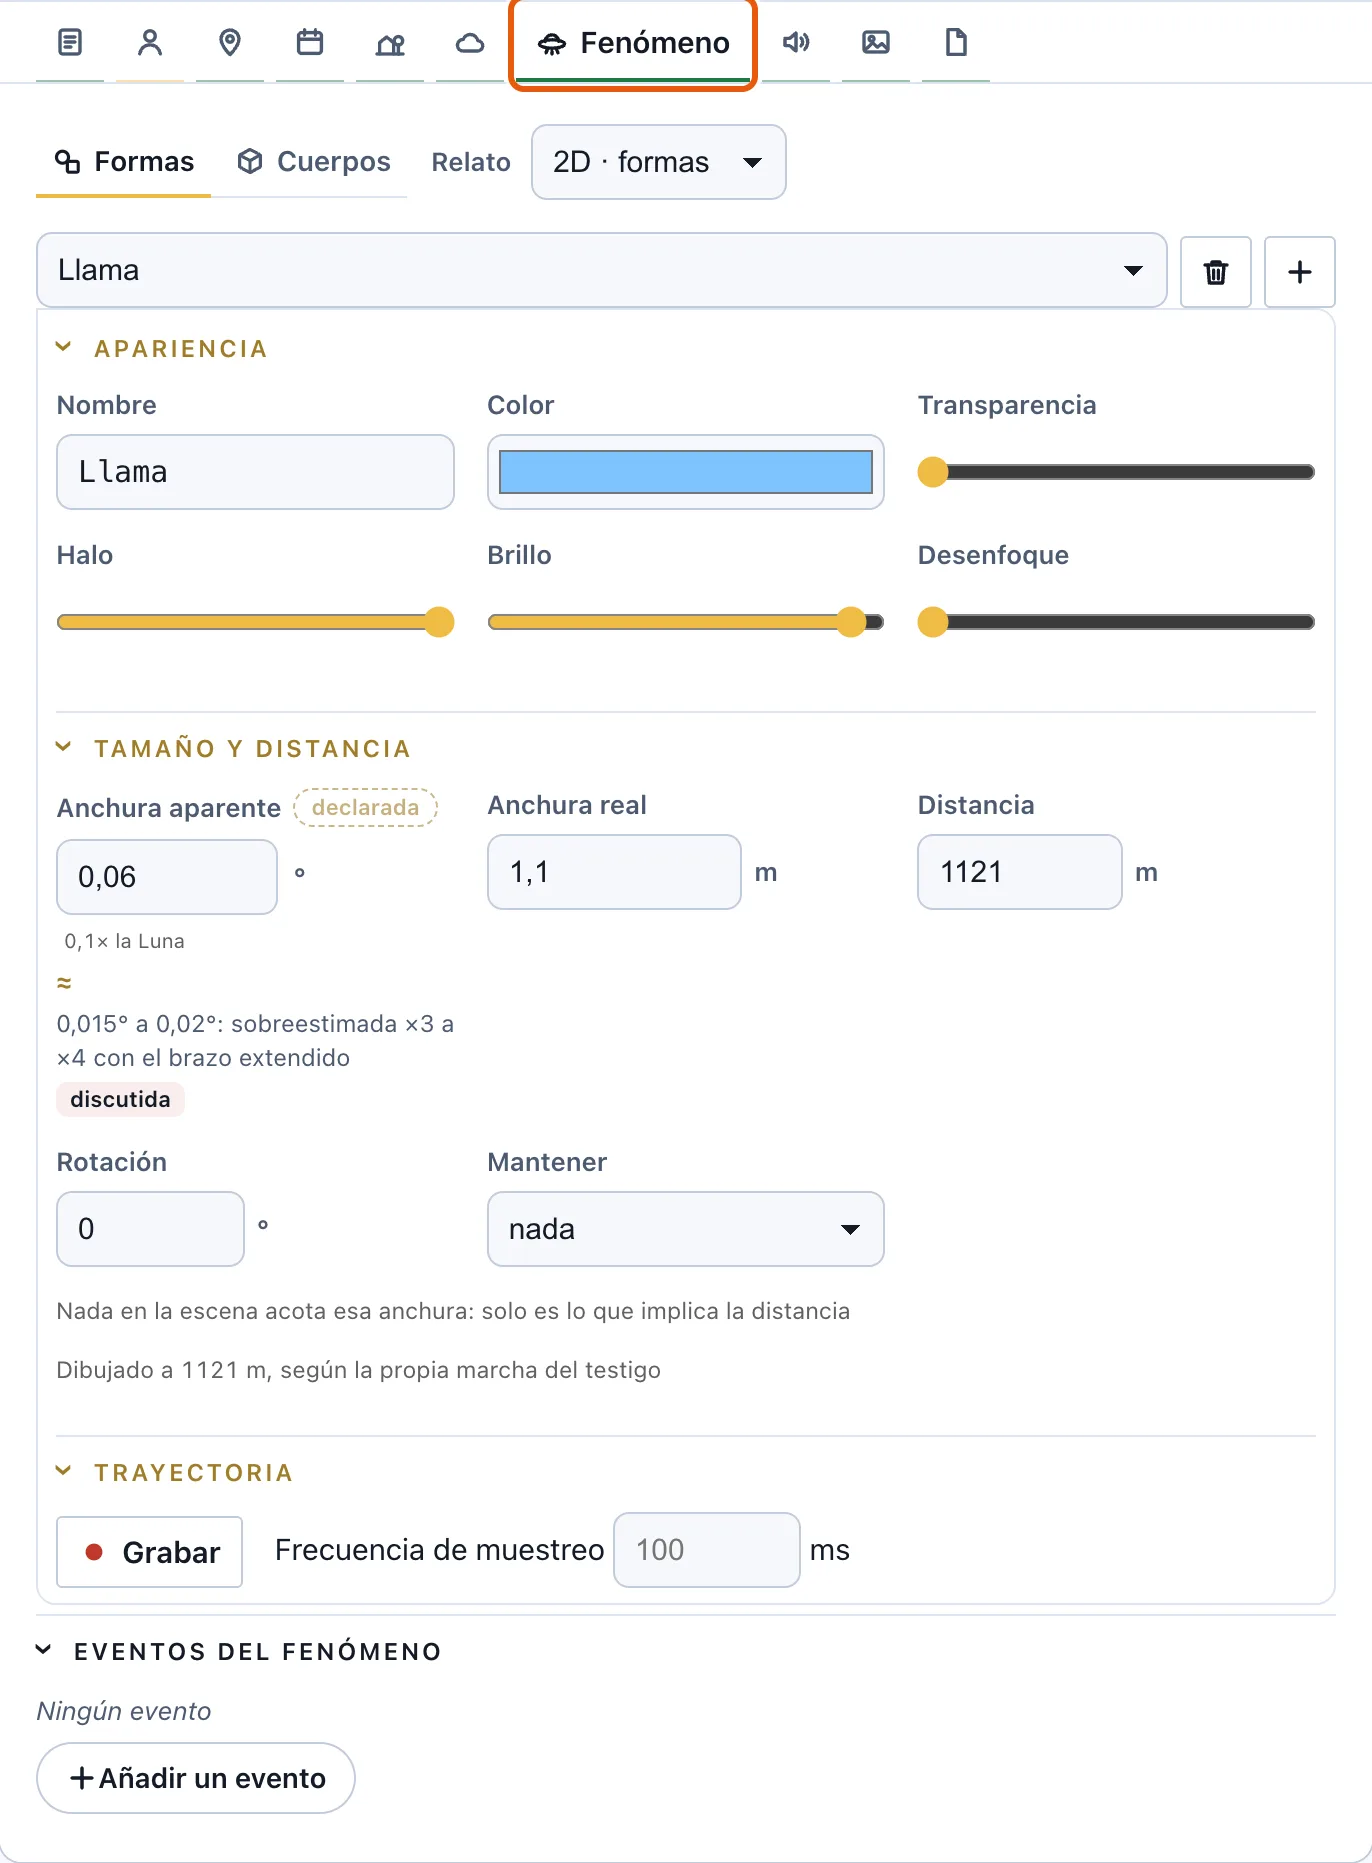 Fenómeno
Formas
Cuerpos
Relato
2D · formas
Llama
APARIENCIA
Nombre
Color
Transparencia
Llama
Halo
Brillo
Desenfoque
TAMAÑO Y DISTANCIA
Anchura aparente declarada
Anchura real
Distancia
0,06 °
1,1 m
1121 m
0,1× la Luna
≈
0,015° a 0,02°: sobreestimada ×3 a
×4 con el brazo extendido
discutida
Rotación
Mantener
0 °
nada
Nada en la escena acota esa anchura: solo es lo que implica la distancia
Dibujado a 1121 m, según la propia marcha del testigo
TRAYECTORIA
Grabar
Frecuencia de muestreo 100 ms
EVENTOS DEL FENÓMENO
Ningún evento
+Añadir un evento